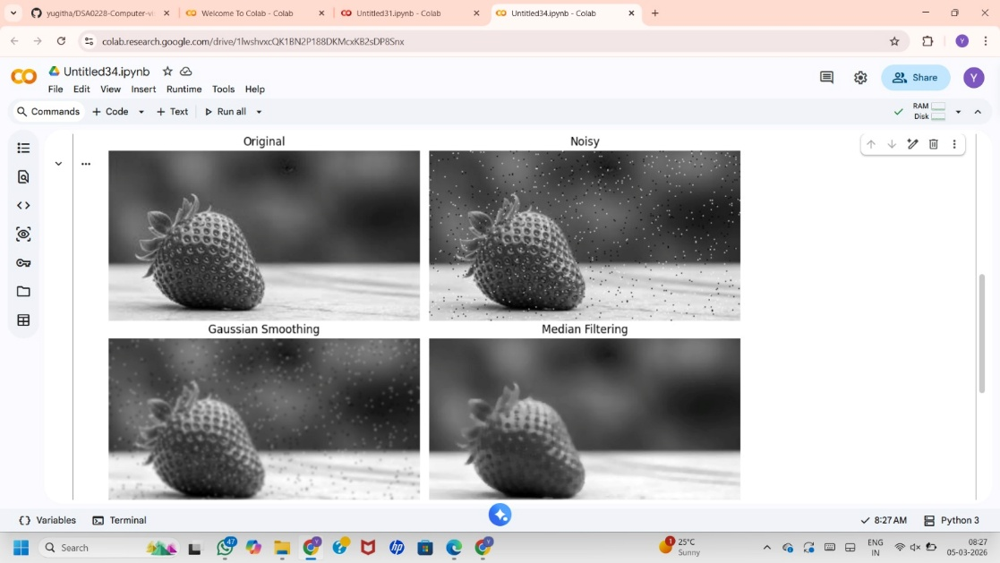 yugitha/DSA0228-Computer-vi
Welcome To Colab - Colab
Untitled31.ipynb - Colab
Untitled34.ipynb - Colab
colab.research.google.com/drive/1lwshvxcQK1BN2P188DKMcxKB2sDP8Snx
Y
Untitled34.ipynb
Share
Y
File Edit View Insert Runtime Tools Help
Commands + Code + Text Run all
RAM
Disk
Original
Noisy
Gaussian Smoothing
Median Filtering
Variables Terminal
8:27 AM Python 3
Search
47
1
25°C
Sunny
ENG
IN
08:27
05-03-2026